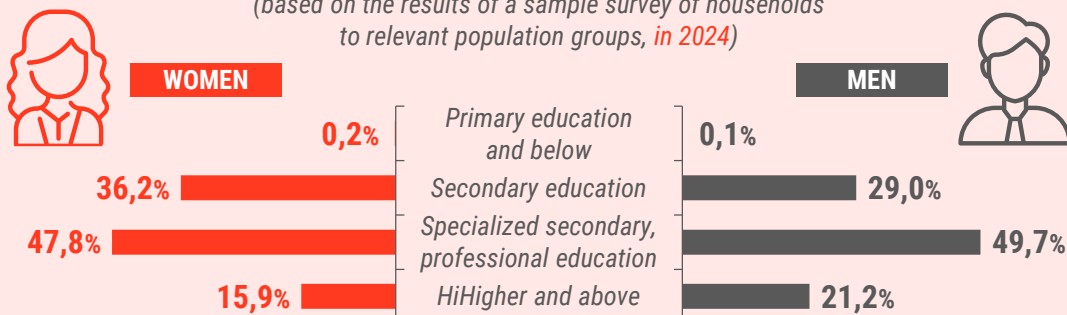 (based on the results of a sample survey of households
to relevant population groups, in 2024)
WOMEN
MEN
0,2%
Primary education
and below
0,1%
36,2%
Secondary education
29,0%
47,8%
Specialized secondary,
professional education
49,7%
15,9%
HiHigher and above
21,2%